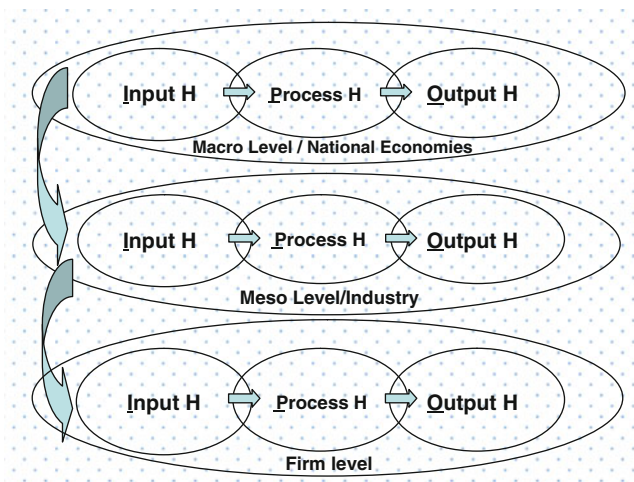 Input H Process H Output H
Macro Level / National Economies
Input H Process H Output H
Meso Level/Industry
Input H Process H Output H
Firm level